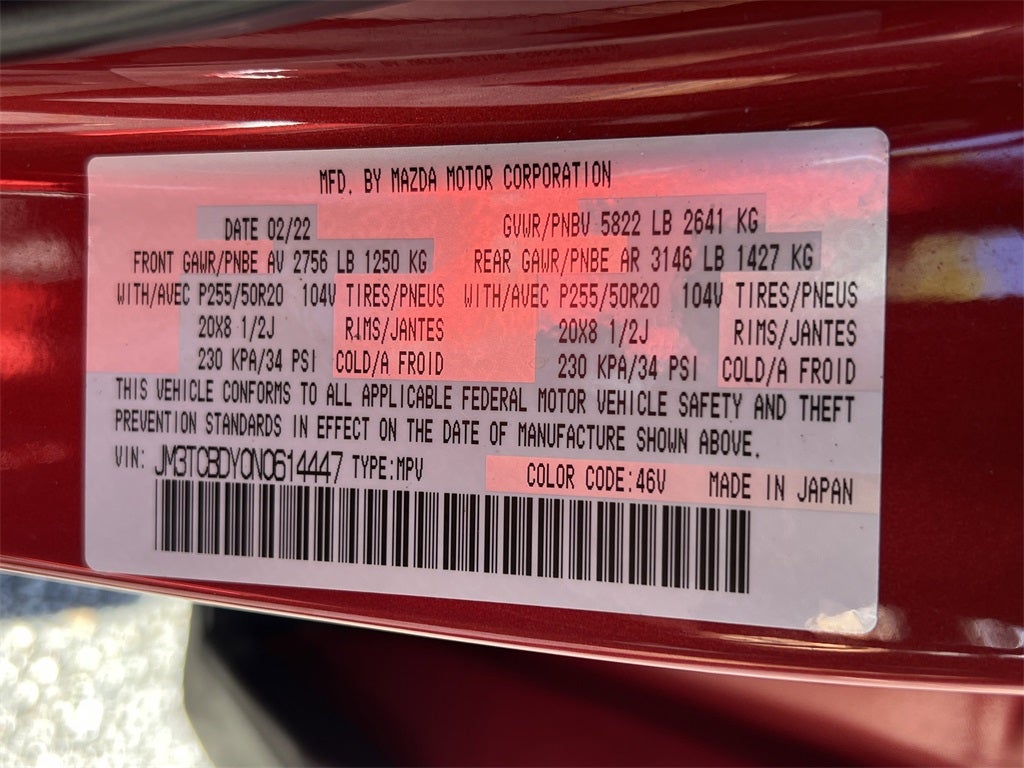 MFD. BY MAZDA MOTOR CORPORATION
DATE 02/22 GVWR/PNBV 5822 LB 2641 KG
FRONT GAWR/PNBE AV 2756 LB 1250 KG REAR GAWR/PNBE AR 3146 LB 1427 KG
WITH/AVEC P255/50R20 104V TIRES/PNEUS WITH/AVEC P255/50R20 104V TIRES/PNEUS
20X8 1/2J RIMS/JANTES 20X8 1/2J RIMS/JANTES
230 KPA/34 PSI COLD/A FROID 230 KPA/34 PSI COLD/A FROID
THIS VEHICLE CONFORMS TO ALL APPLICABLE FEDERAL MOTOR VEHICLE SAFETY AND THEFT
PREVENTION STANDARDS IN EFFECT ON THE DATE OF MANUFACTURE SHOWN ABOVE.
VIN: JM3TCBDY0N0614447 TYPE:MPV COLOR CODE:46V MADE IN JAPAN